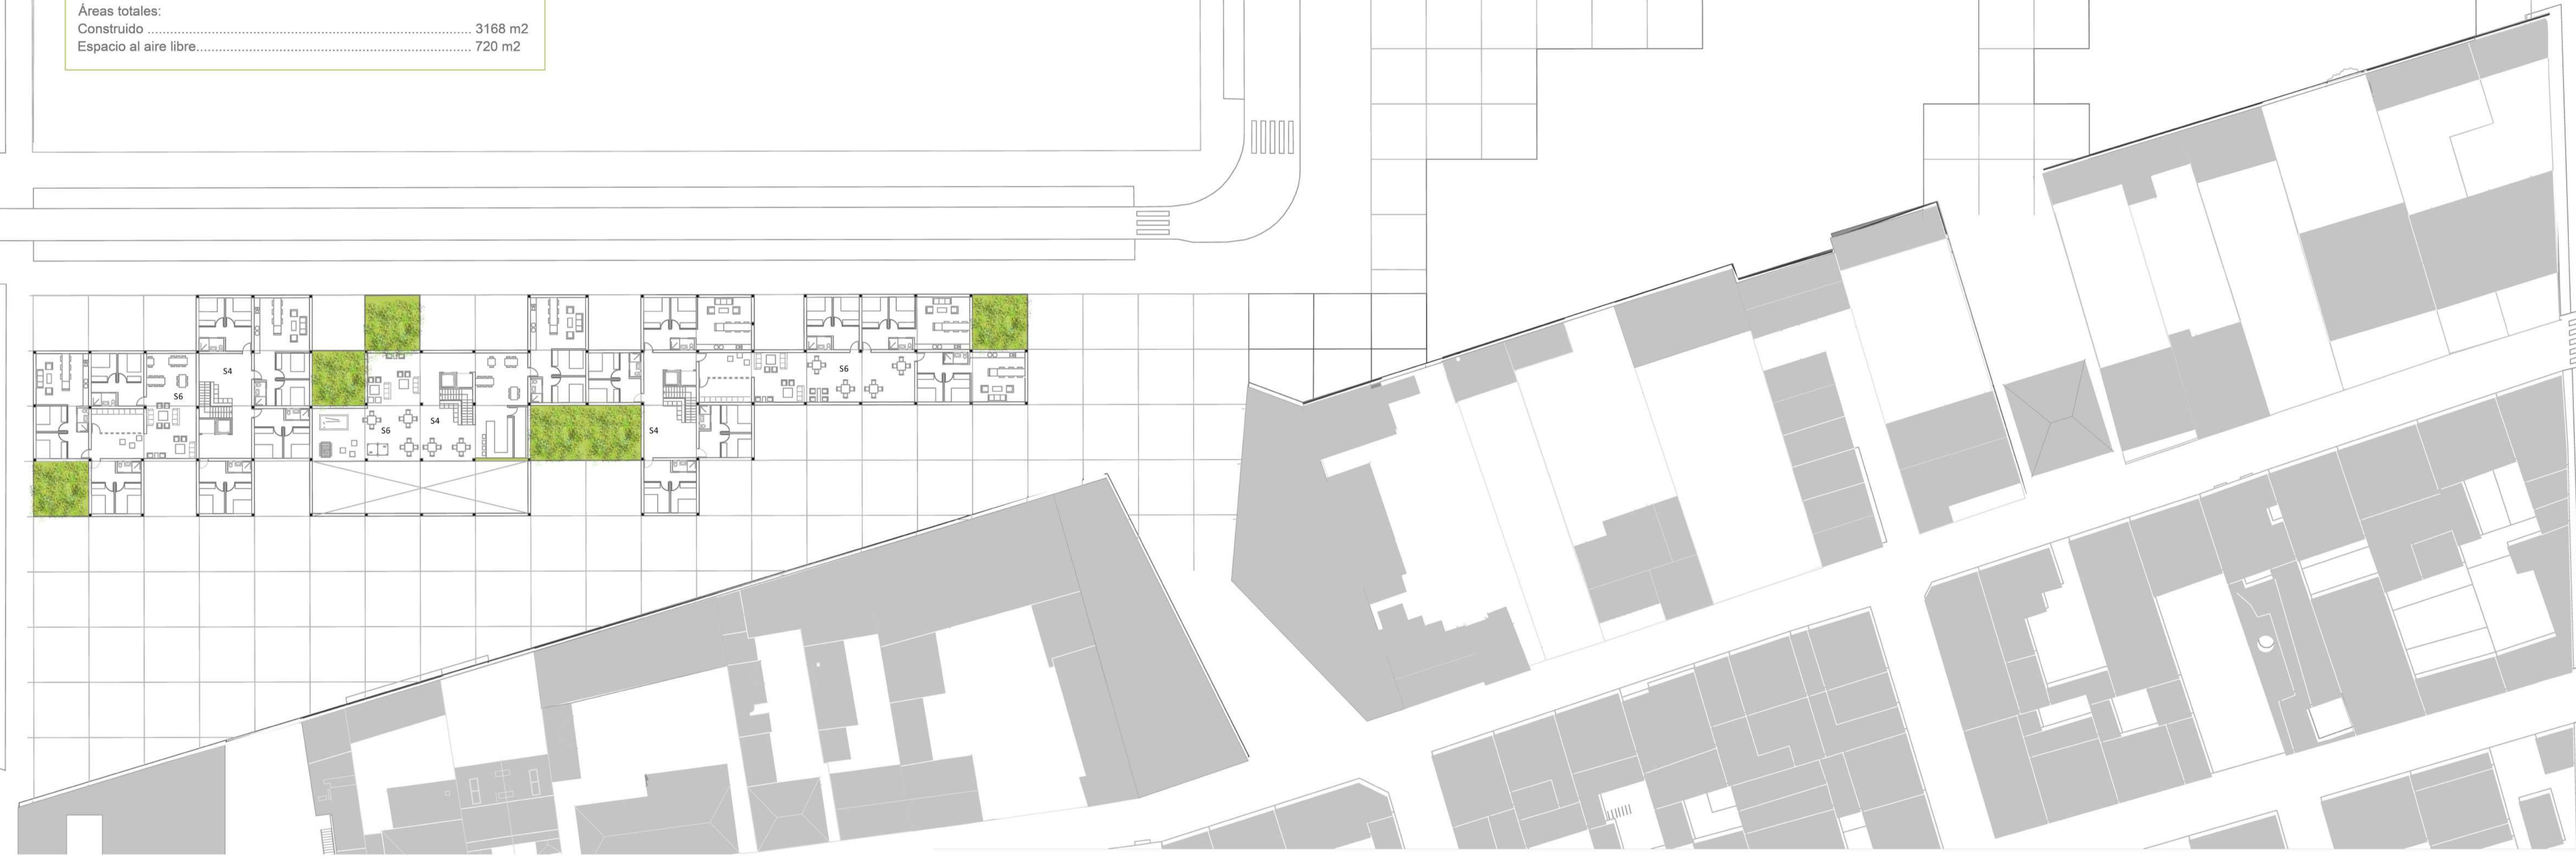 Áreas totales:
Construido ........................................................................................ 3168 m2
Espacio al aire libre.......................................................................... 720 m2
S4
S6
S6
S6
S4
S4